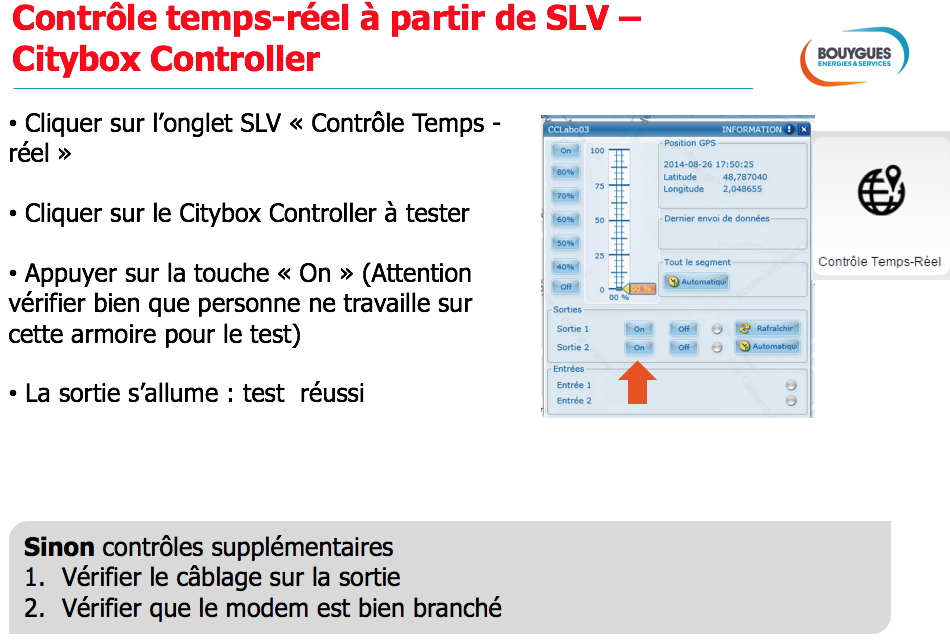 Contrôle temps-réel à partir de SLV –
Citybox Controller
BOUYGUES
ENERGIES & SERVICES
• Cliquer sur l'onglet SLV « Contrôle Temps -
réel »
• Cliquer sur le Citybox Controller à tester
• Appuyer sur la touche « On » (Attention
vérifier bien que personne ne travaille sur
cette armoire pour le test)
• La sortie s'allume : test  réussi
CCLabo03 INFORMATION
On
80%
70%
60%
50%
40%
Off
100
75
50
25
0
00 %
00 %
Position GPS
2014-08-26 17:50:25
Latitude 48,787040
Longitude 2,048655
Dernier envoi de données
Tout le segment
Automatiqu
Sorties
Sortie 1 On Off Rafraîchir
Sortie 2 On Off Automatiqu
Entrées
Entrée 1
Entrée 2
Contrôle Temps-Réel
Sinon contrôles supplémentaires
1. Vérifier le câblage sur la sortie
2. Vérifier que le modem est bien branché